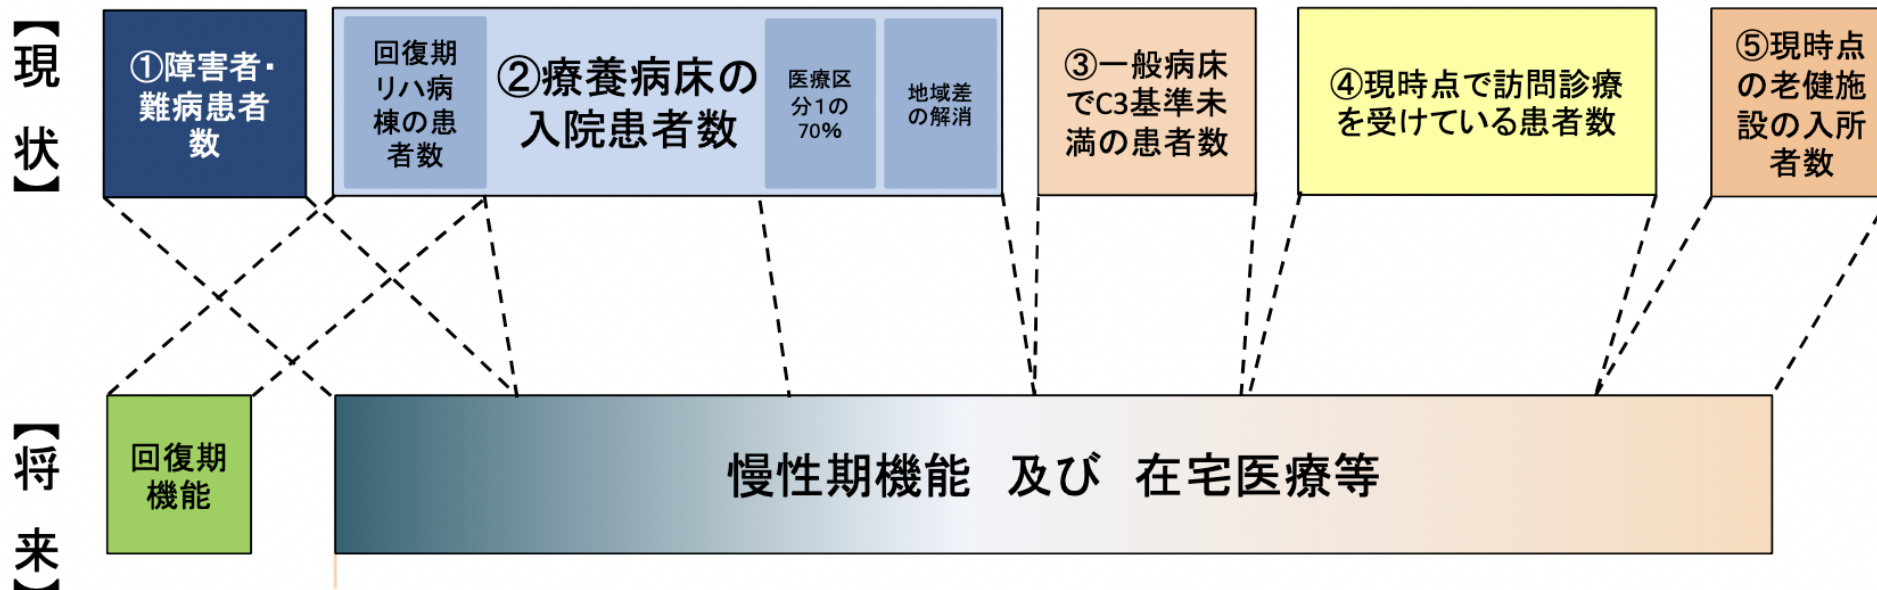 【現状】
①障害者・
難病患者
数
回復期
リハ病
棟の患
者数
②療養病床の
入院患者数
医療区
分1の
70%
地域差
の解消
③一般病床
でC3基準未
満の患者数
④現時点で訪問診療
を受けている患者数
⑤現時点
の老健施
設の入所
者数
【将来】
回復期
機能
慢性期機能 及び 在宅医療等